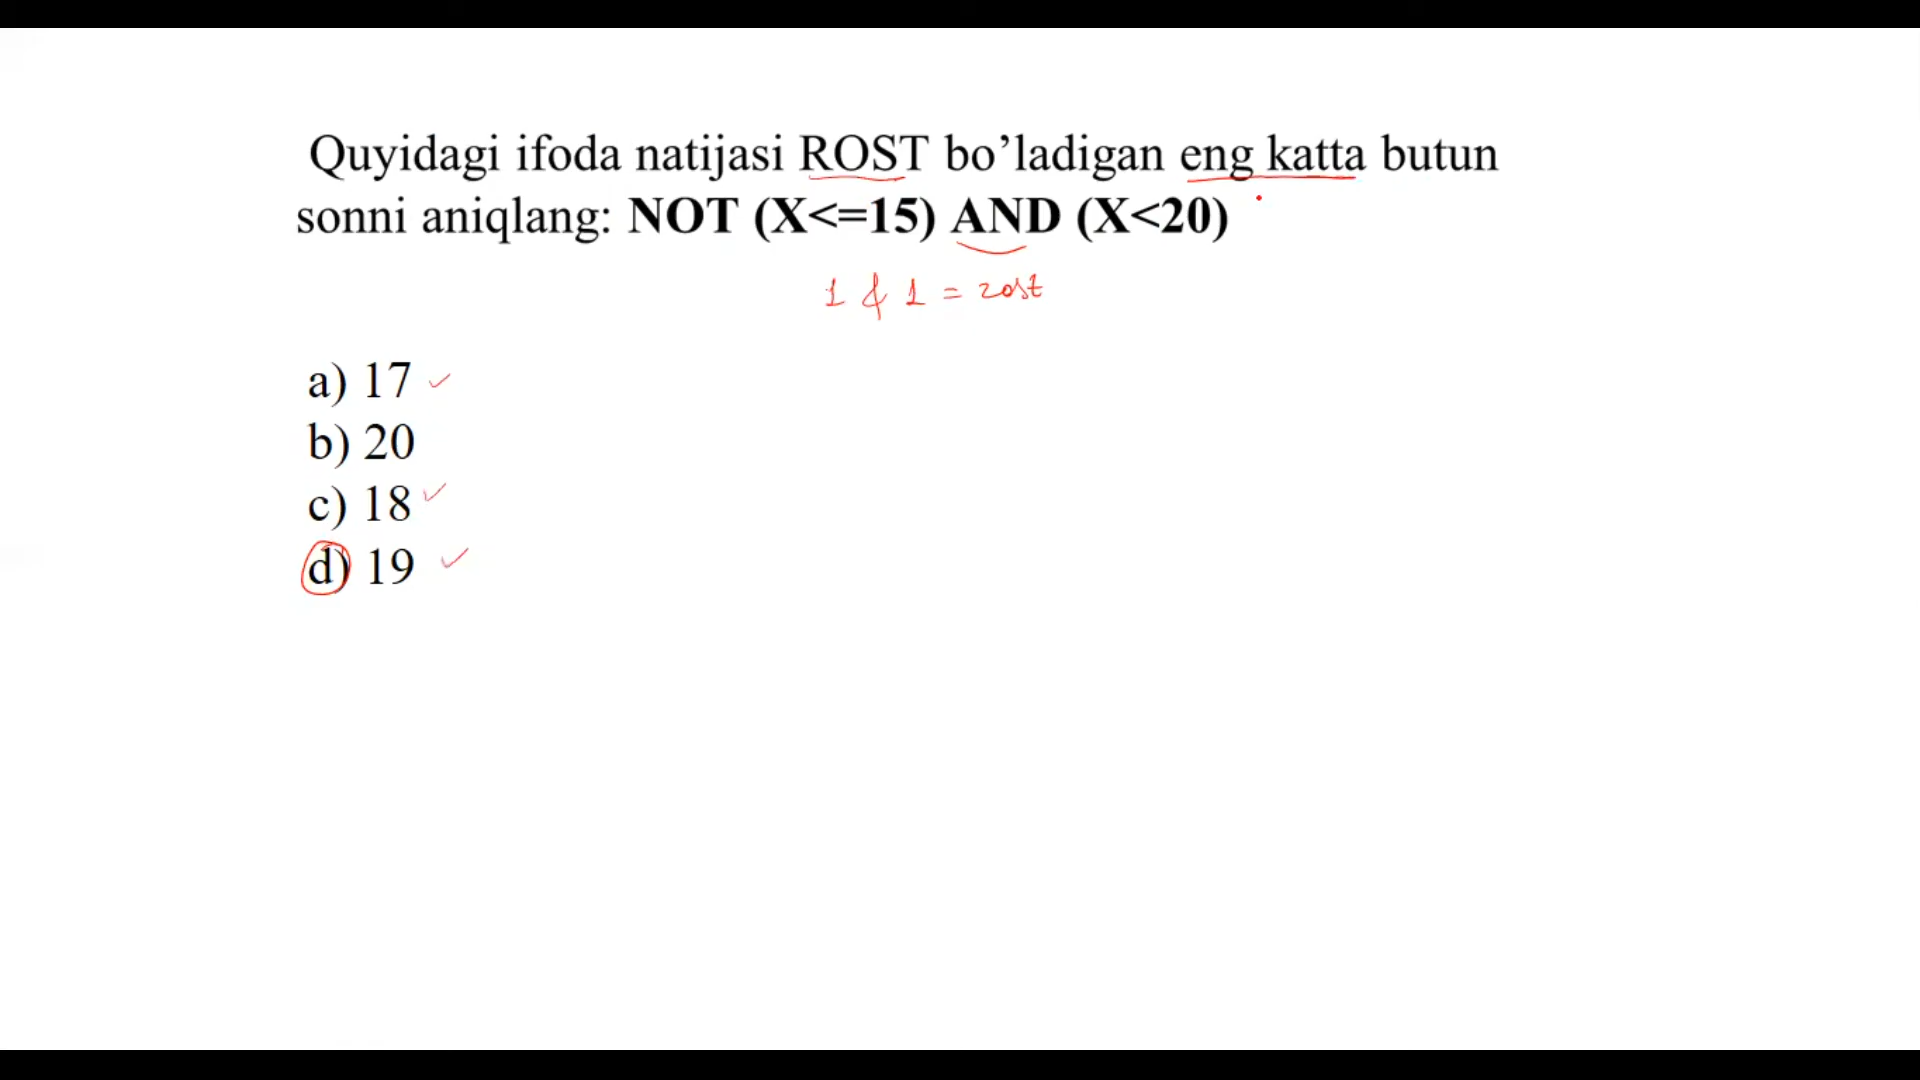 Quyidagi ifoda natijasi ROST bo’ladigan eng katta butun
sonni aniqlang: NOT (X<=15) AND (X<20)
1 & 1 = rost
a) 17
b) 20
c) 18
d) 19